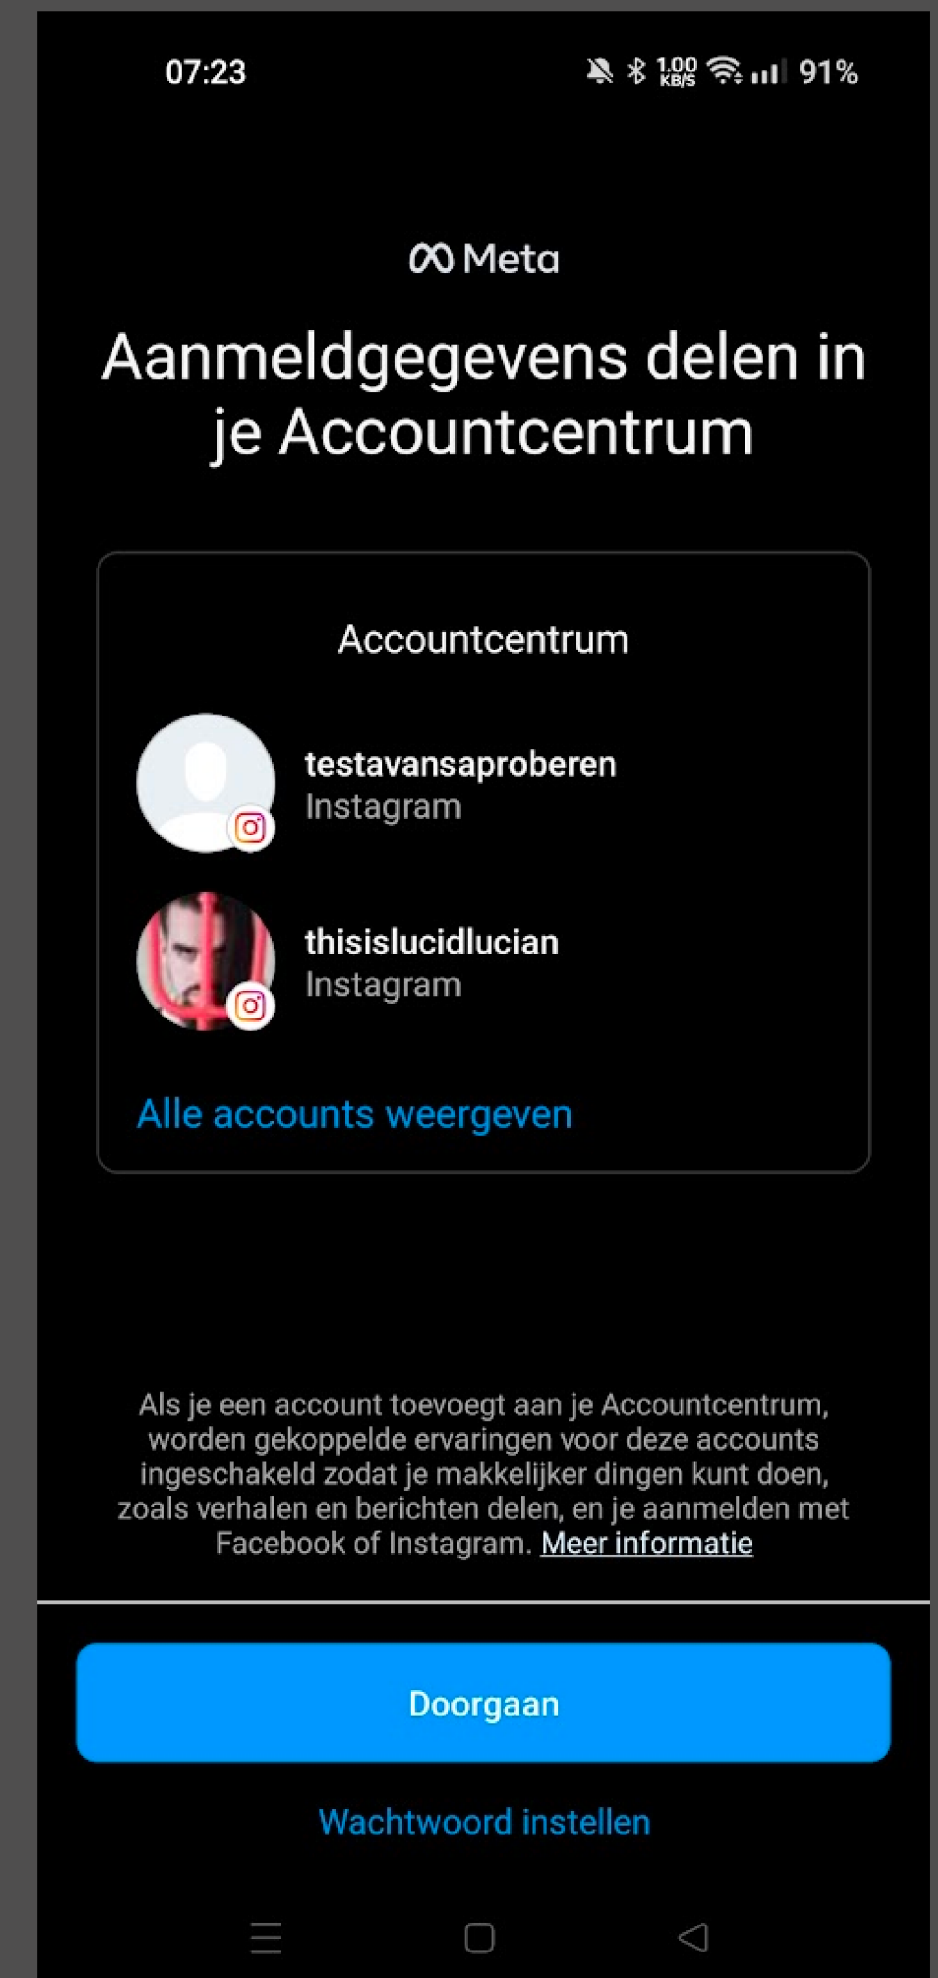 07:23 1.00 KB/S 91%
Meta
Aanmeldgegevens delen in
je Accountcentrum
Accountcentrum
testavansaproberen
Instagram
thisislucidlucian
Instagram
Alle accounts weergeven
Als je een account toevoegt aan je Accountcentrum,
worden gekoppelde ervaringen voor deze accounts
ingeschakeld zodat je makkelijker dingen kunt doen,
zoals verhalen en berichten delen, en je aanmelden met
Facebook of Instagram. Meer informatie
Doorgaan
Wachtwoord instellen